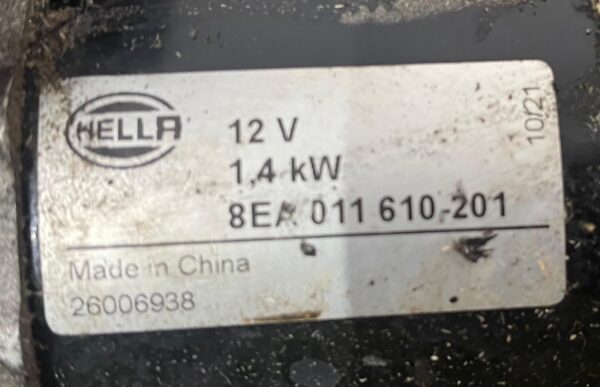 HELLA
12 V
1,4 kW
8EA 011 610-201
10/21
Made in China
26006938